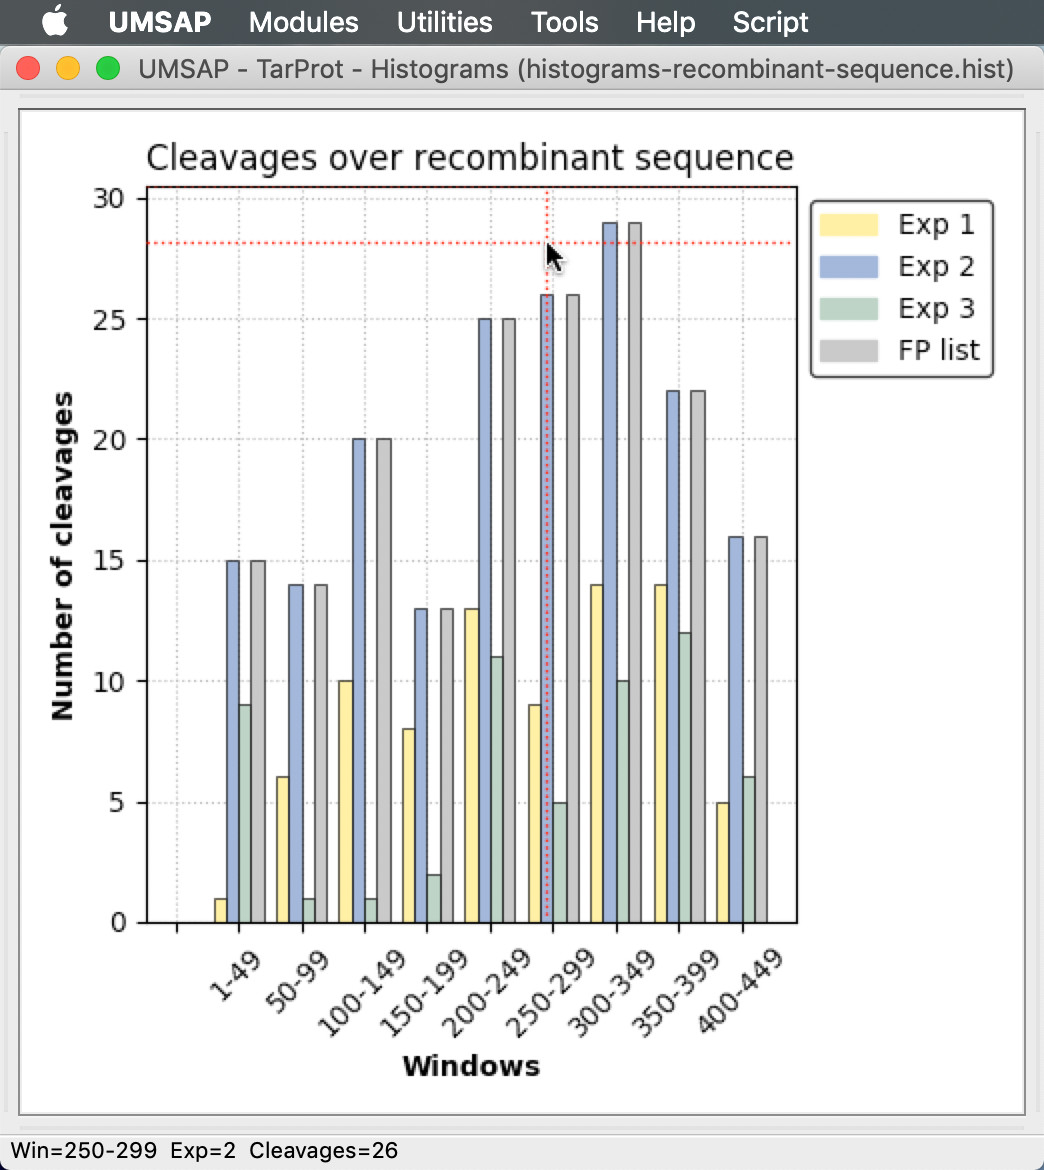 UMSAP Modules Utilities Tools Help Script
UMSAP - TarProt - Histograms (histograms-recombinant-sequence.hist)
Cleavages over recombinant sequence
30
25
20
15
10
5
0
Number of cleavages
Exp 1
Exp 2
Exp 3
FP list
1-49
50-99
100-149
150-199
200-249
250-299
300-349
350-399
400-449
Windows
Win=250-299 Exp=2 Cleavages=26